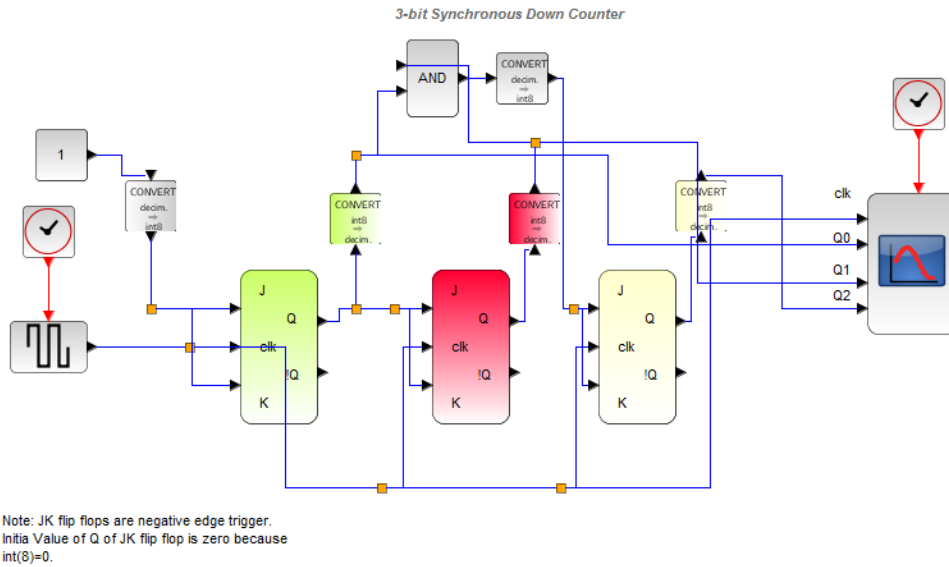 3-bit Synchronous Down Counter
AND
CONVERT
decim.
⇒
int8
1
CONVERT
decim.
⇒
int8
CONVERT
int8
⇒
decim.
CONVERT
int8
⇒
decim.
CONVERT
int8
⇒
decim.
clk
Q0
Q1
Q2
J
Q
clk
!Q
K
J
Q
clk
!Q
K
J
Q
clk
!Q
K
Note: JK flip flops are negative edge trigger.
Initia Value of Q of JK flip flop is zero because
int(8)=0.